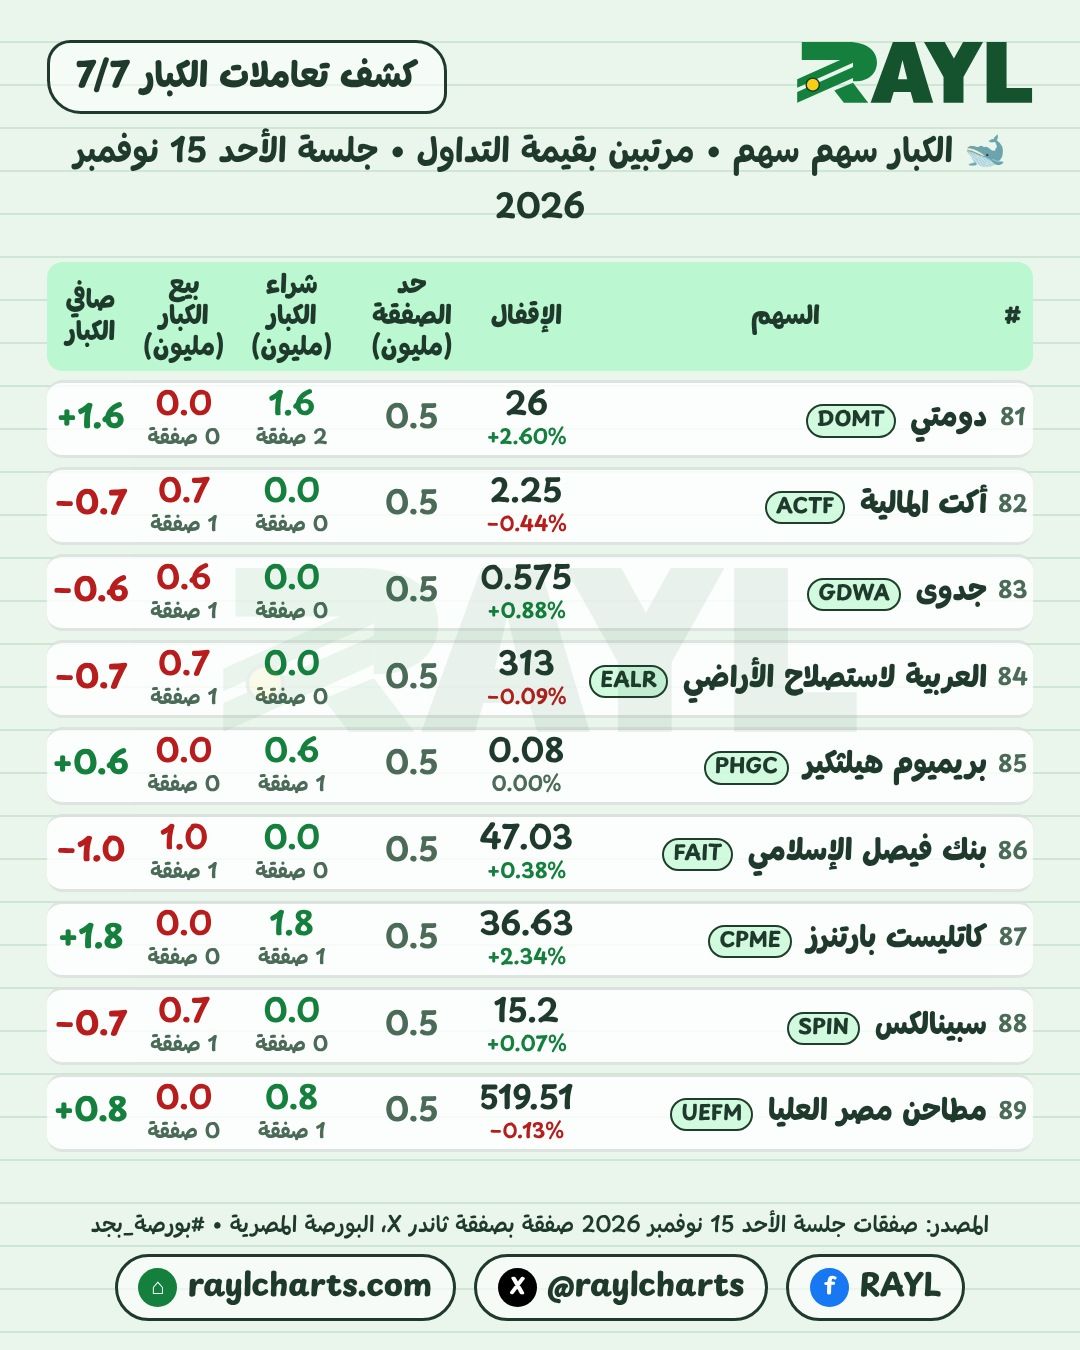 RAYL
كشف تعاملات الكبار 7/7
🐋 الكبار سهم سهم • مرتبين بقيمة التداول • جلسة الأحد 15 نوفمبر
2026
# السهم الإقفال حد الصفقة (مليون) شراء الكبار (مليون) بيع الكبار (مليون) صافي الكبار
81 دومتي DOMT 26 +2.60% 0.5 1.6 2 صفقة 0.0 0 صفقة +1.6
82 أكت المالية ACTF 2.25 −0.44% 0.5 0.0 0 صفقة 0.7 1 صفقة −0.7
83 جدوى GDWA 0.575 +0.88% 0.5 0.0 0 صفقة 0.6 1 صفقة −0.6
84 العربية لاستصلاح الأراضي EALR 313 −0.09% 0.5 0.0 0 صفقة 0.7 1 صفقة −0.7
85 بريميوم هيلثكير PHGC 0.08 0.00% 0.5 0.6 1 صفقة 0.0 0 صفقة +0.6
86 بنك فيصل الإسلامي FAIT 47.03 +0.38% 0.5 0.0 0 صفقة 1.0 1 صفقة −1.0
87 كاتليست بارتنرز CPME 36.63 +2.34% 0.5 1.8 1 صفقة 0.0 0 صفقة +1.8
88 سبينالكس SPIN 15.2 +0.07% 0.5 0.0 0 صفقة 0.7 1 صفقة −0.7
89 مطاحن مصر العليا UEFM 519.51 −0.13% 0.5 0.8 1 صفقة 0.0 0 صفقة +0.8
المصدر: صفقات جلسة الأحد 15 نوفمبر 2026 صفقة بصفقة ثاندر X، البورصة المصرية • #بورصة_بجد
raylcharts.com
X @raylcharts
f RAYL